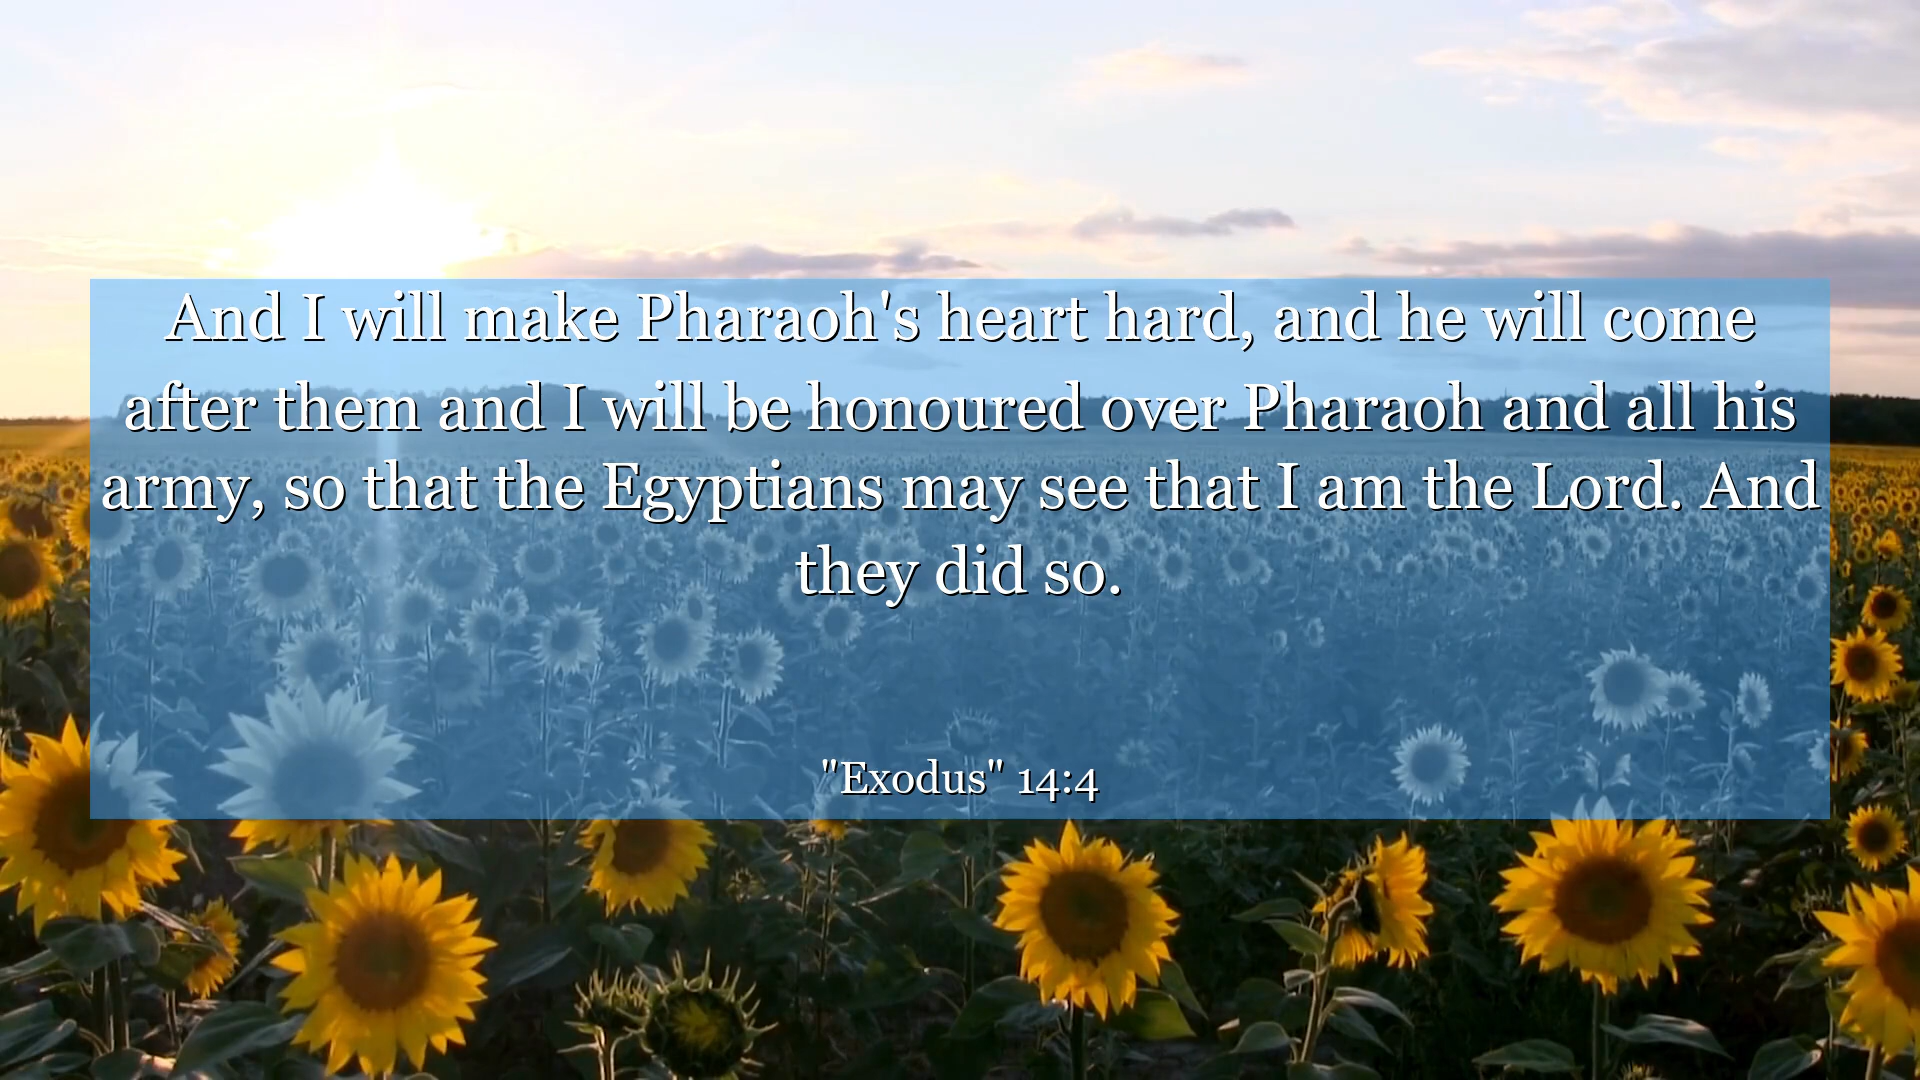 And I will make Pharaoh's heart hard, and he will come
after them and I will be honoured over Pharaoh and all his
army, so that the Egyptians may see that I am the Lord. And
they did so.
"Exodus" 14:4